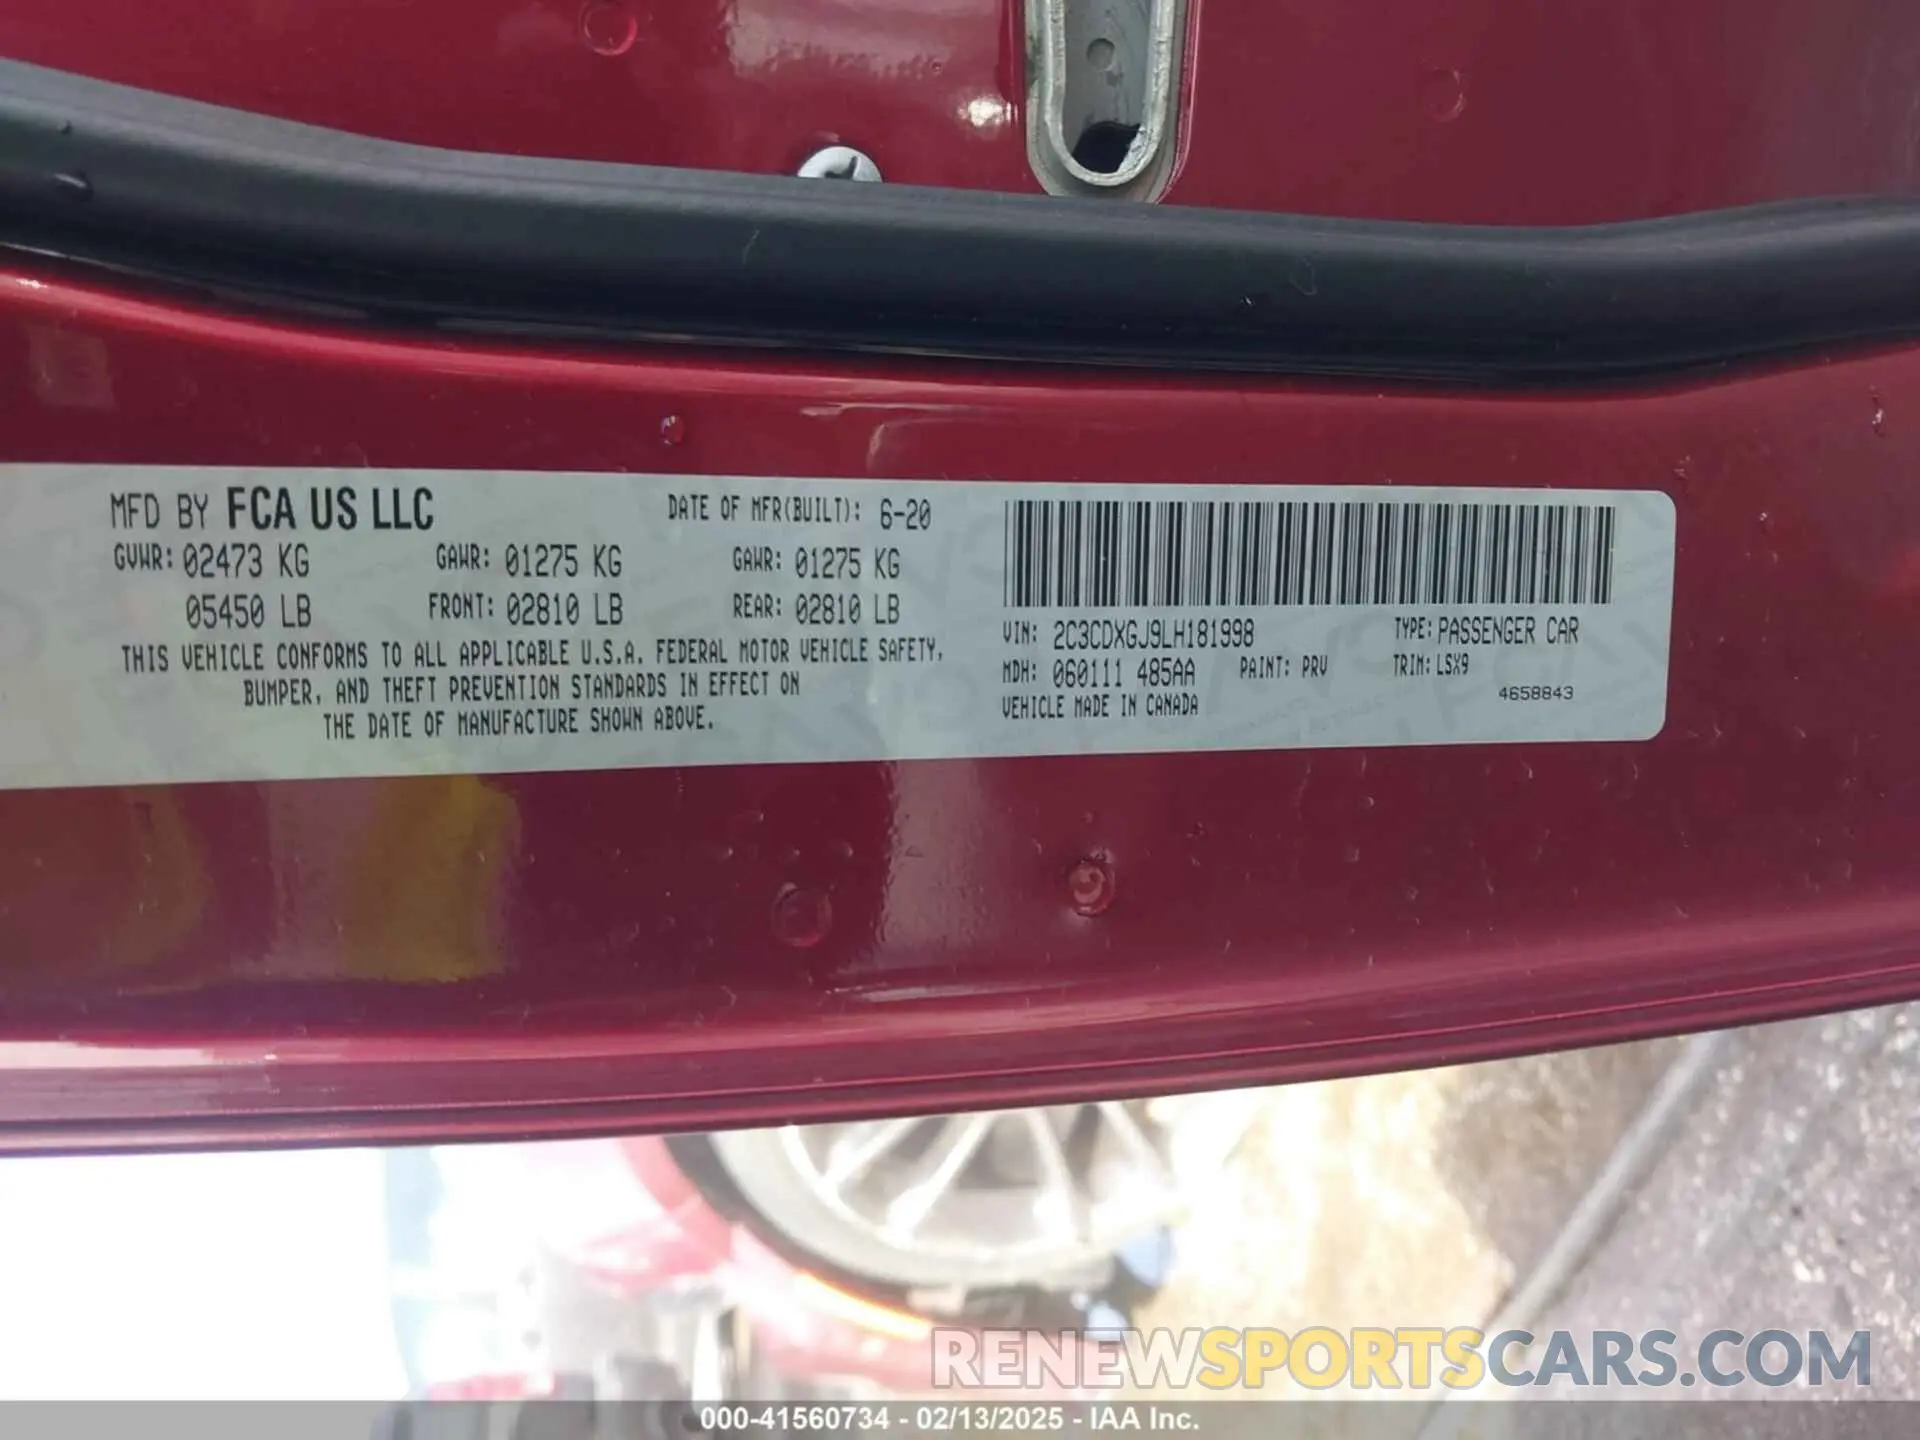 MFD BY FCA US LLC DATE OF MFR(BUILT): 6-20
GVWR: 02473 KG GAWR: 01275 KG GAWR: 01275 KG
05450 LB FRONT: 02810 LB REAR: 02810 LB
THIS VEHICLE CONFORMS TO ALL APPLICABLE U.S.A. FEDERAL MOTOR VEHICLE SAFETY,
BUMPER, AND THEFT PREVENTION STANDARDS IN EFFECT ON
THE DATE OF MANUFACTURE SHOWN ABOVE.
VIN: 2C3CDXGJ9LH181998 TYPE: PASSENGER CAR
MDH: 060111 485AA PAINT: PRV TRIM: LSX9
VEHICLE MADE IN CANADA 4658843
RENEWSPORTSCARS.COM
000-41560734 - 02/13/2025 - IAA Inc.